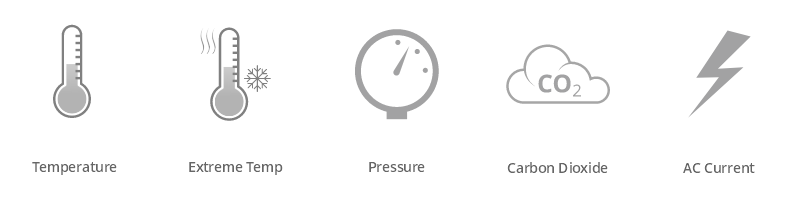 CO2
Temperature
Extreme Temp
Pressure
Carbon Dioxide
AC Current